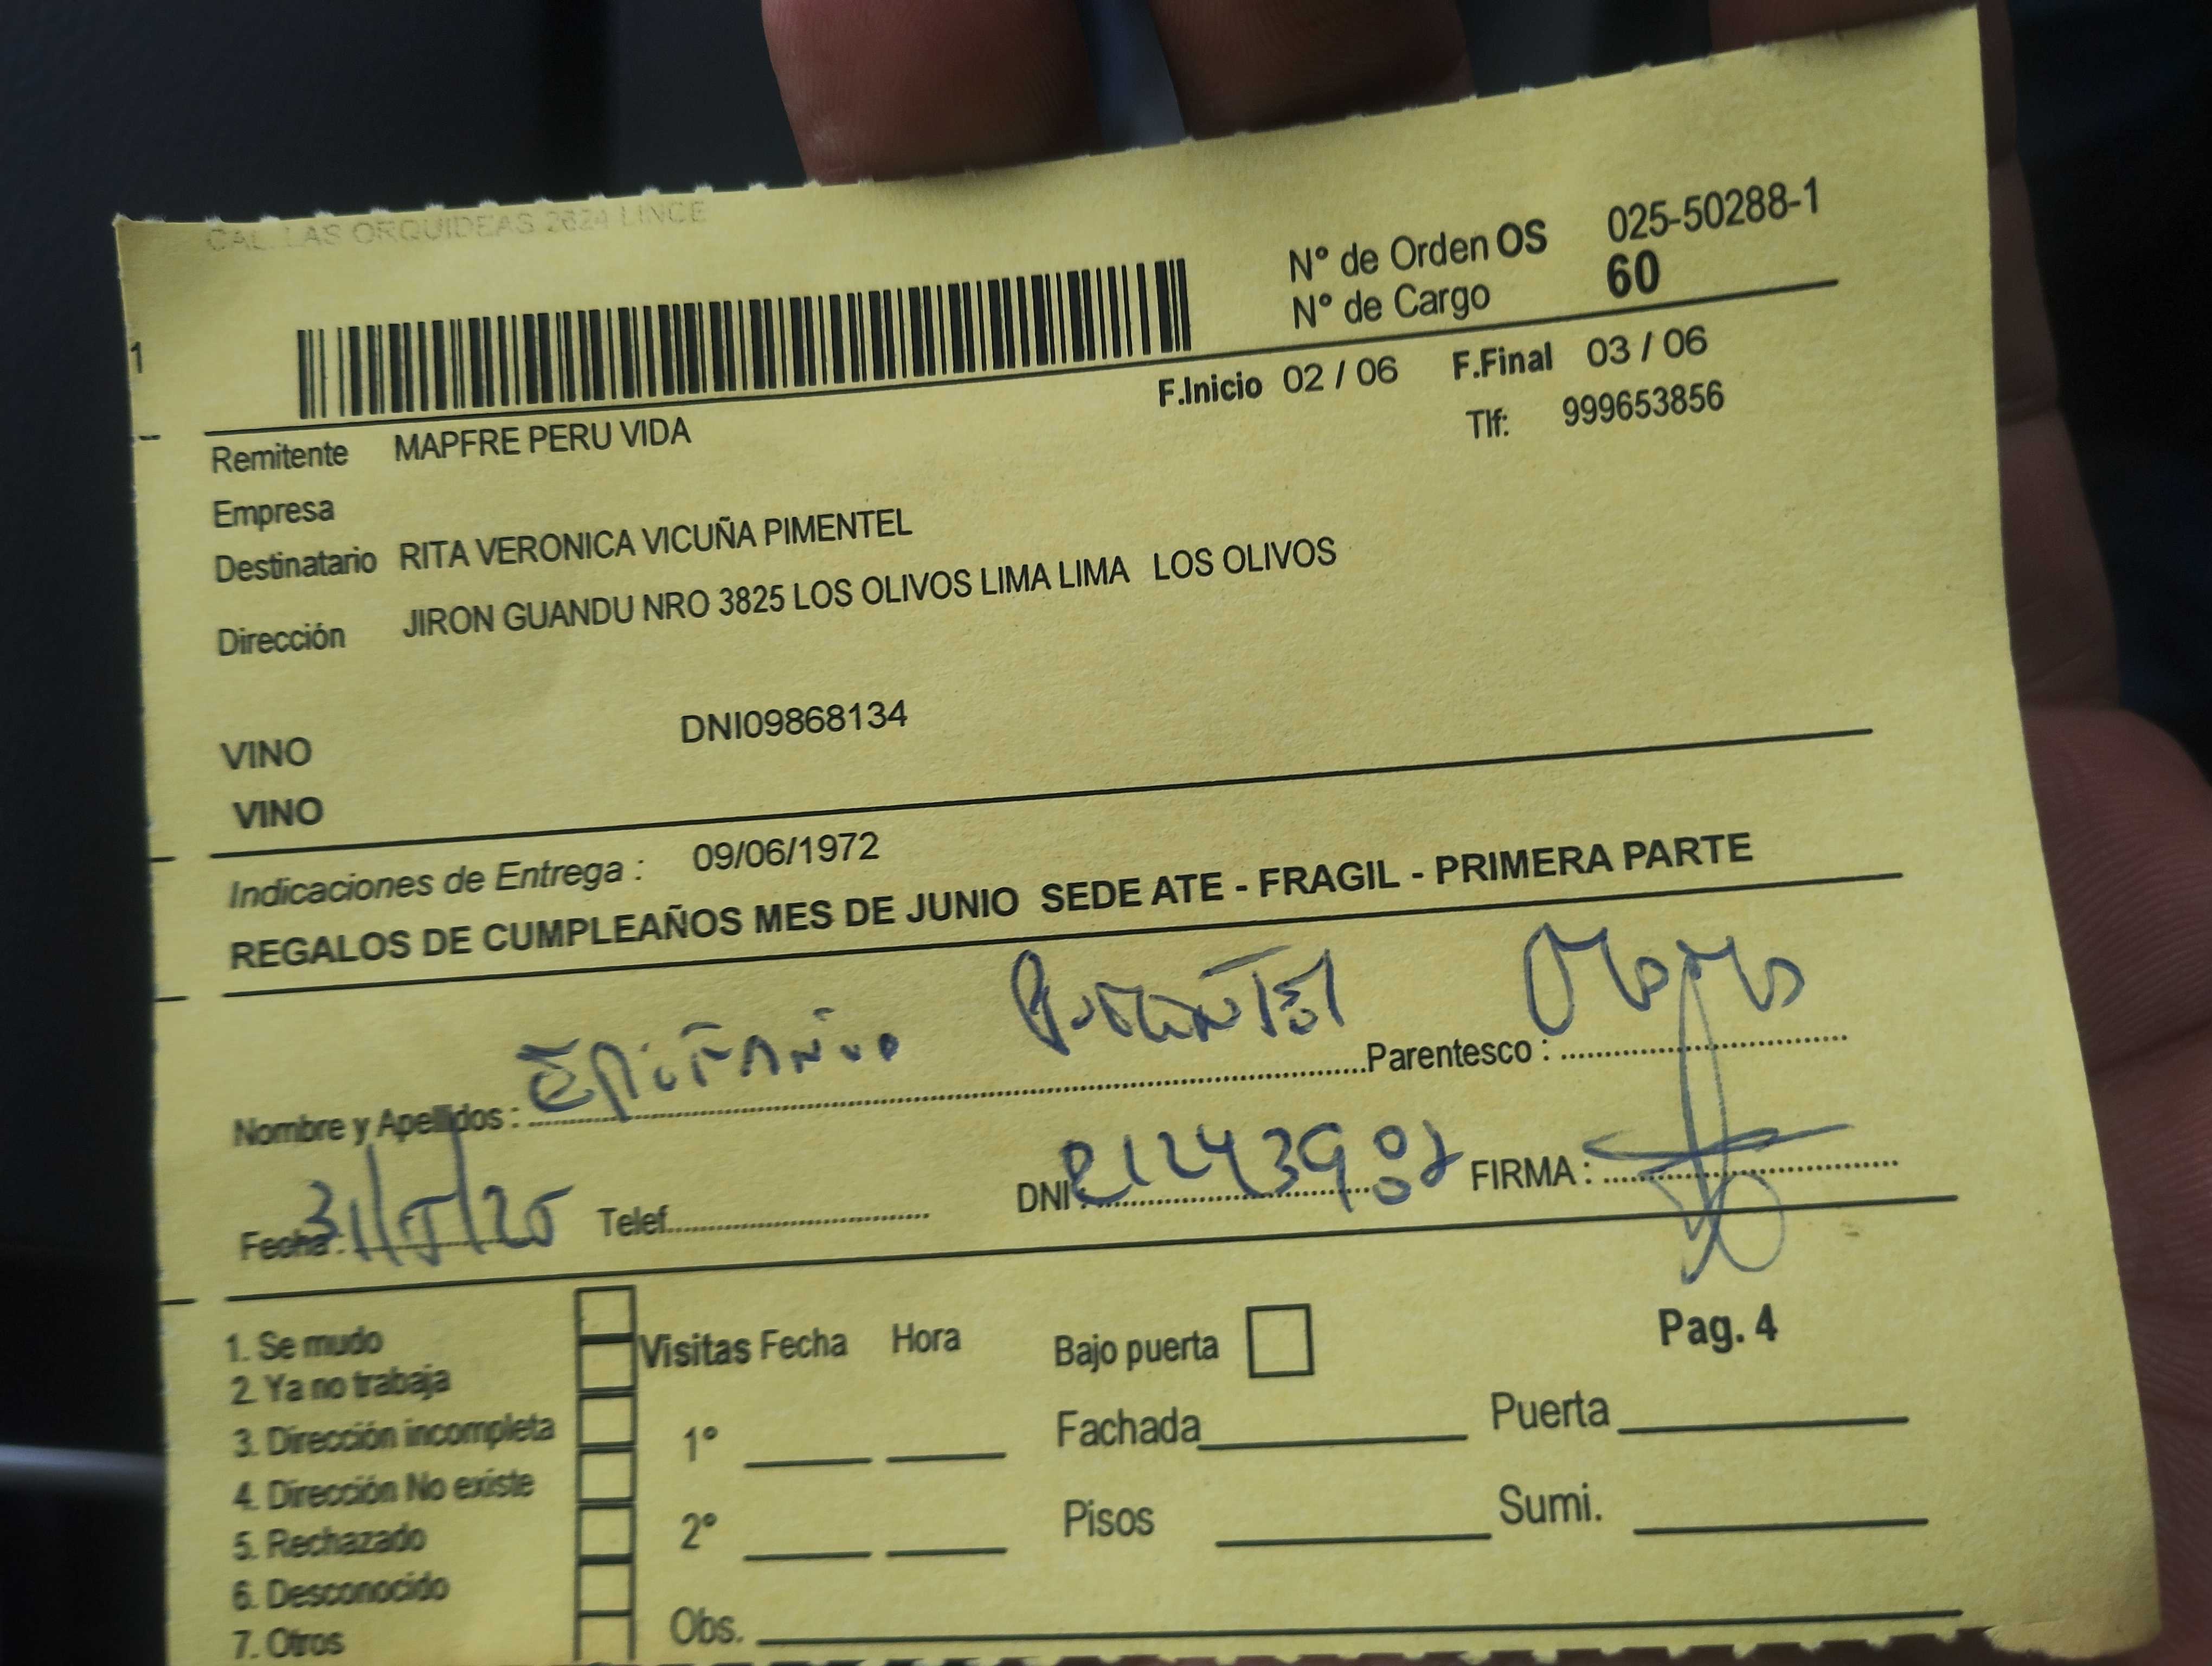 CAL. LAS ORQUIDEAS 2624 LINCE
N° de Orden OS 025-50288-1
N° de Cargo 60
1
F.Inicio 02 / 06 F.Final 03 / 06
Remitente MAPFRE PERU VIDA Tlf: 999653856
Empresa
Destinatario RITA VERONICA VICUÑA PIMENTEL
Dirección JIRON GUANDU NRO 3825 LOS OLIVOS LIMA LIMA LOS OLIVOS
VINO DNI09868134
VINO
Indicaciones de Entrega : 09/06/1972
REGALOS DE CUMPLEAÑOS MES DE JUNIO SEDE ATE - FRAGIL - PRIMERA PARTE
Nombre y Apellidos : EPIFANIO PIMENTEL Parentesco :
Fecha: 31/5/25 Telef. DNI: FIRMA :
1. Se mudo
2. Ya no trabaja
3. Dirección incompleta
4. Dirección No existe
5. Rechazado
6. Desconocido
7. Otros
Visitas Fecha Hora Bajo puerta Pag. 4
1° Fachada Puerta
2° Pisos Sumi.
Obs.